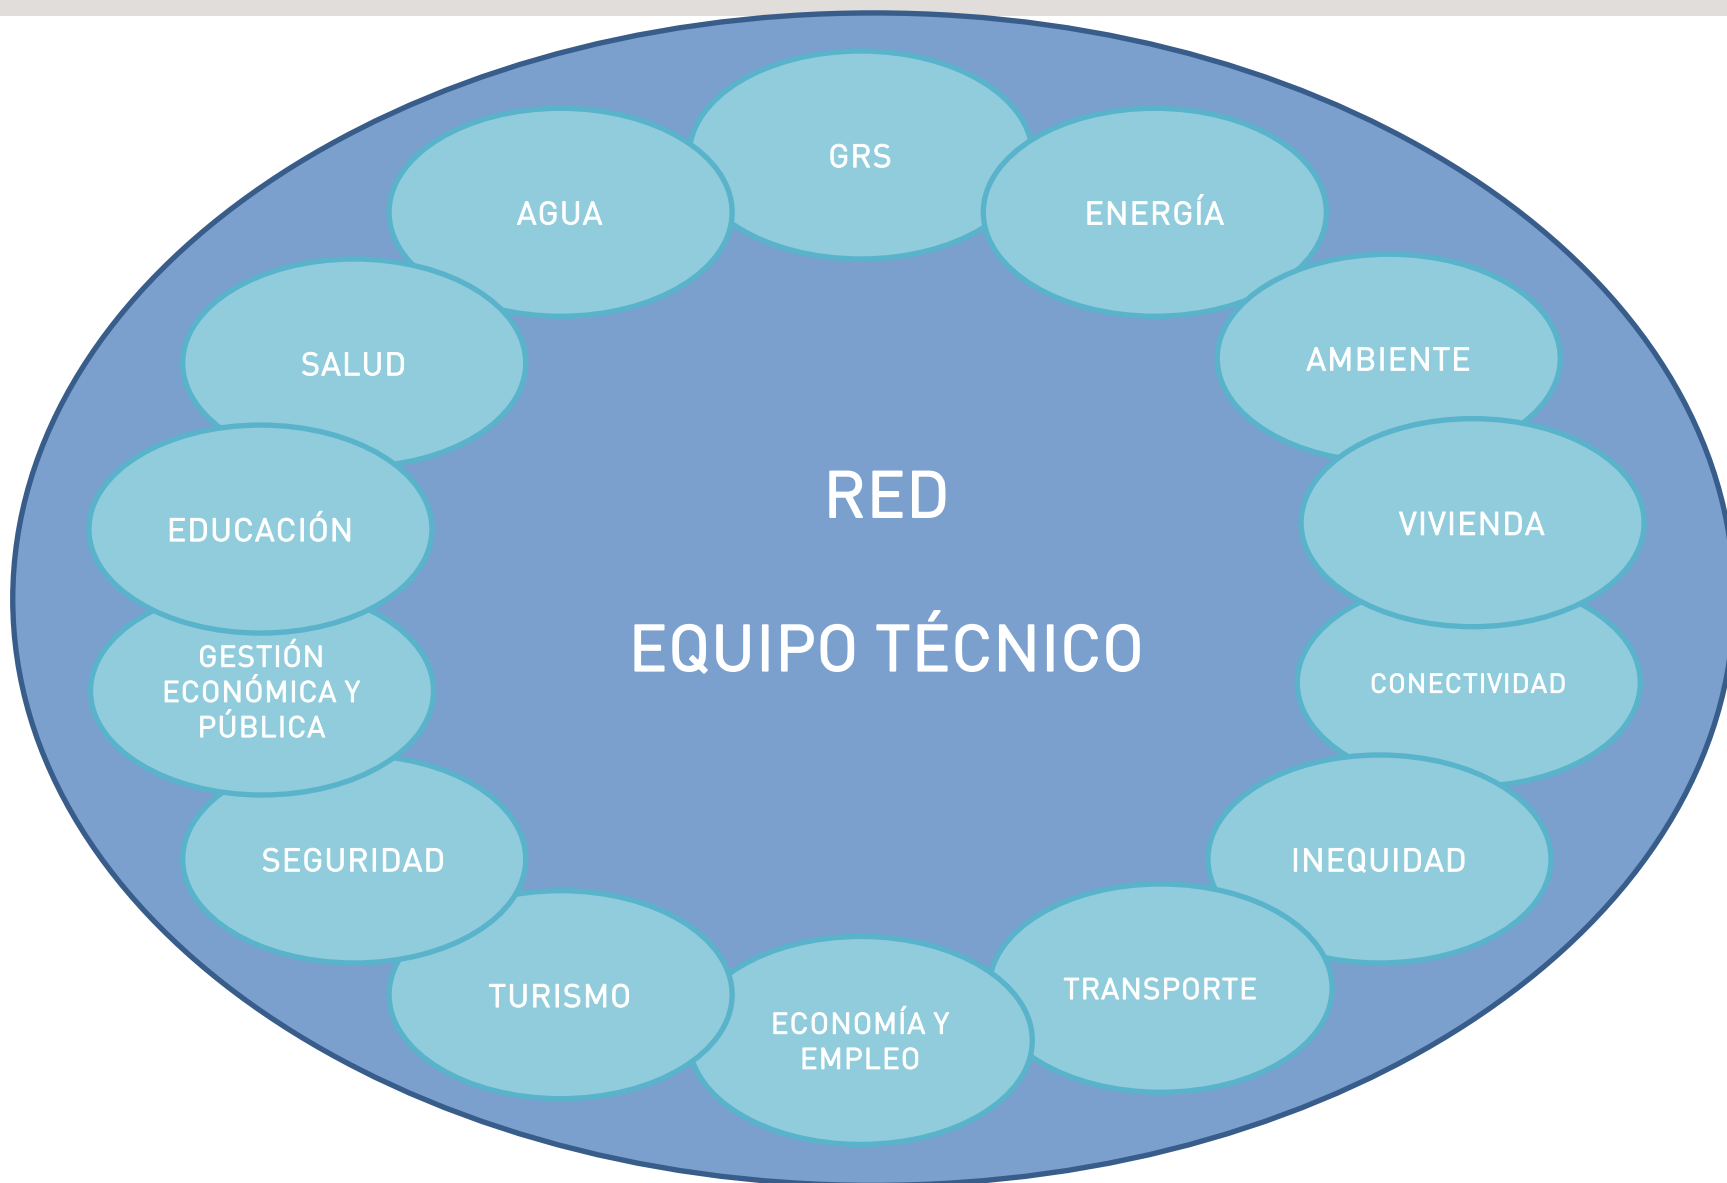 GRS
AGUA
ENERGÍA
SALUD
AMBIENTE
RED
EDUCACIÓN
VIVIENDA
EQUIPO TÉCNICO
GESTIÓN
ECONÓMICA Y
PÚBLICA
CONECTIVIDAD
SEGURIDAD
INEQUIDAD
TURISMO
TRANSPORTE
ECONOMÍA Y
EMPLEO